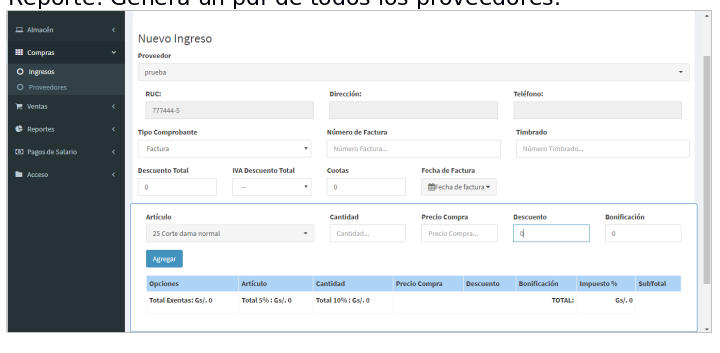 Reporte: Genera un pdf de todos los proveedores.
Almacén
Compras
Ingresos
Proveedores
Ventas
Reportes
Pagos de Salario
Acceso
Nuevo Ingreso
Proveedor
prueba
RUC: Dirección: Teléfono:
777444-5
Tipo Comprobante Número de Factura Timbrado
Factura Número Factura... Número Timbrado...
Descuento Total IVA Descuento Total Cuotas Fecha de Factura
0 -- 0 Fecha de factura
Artículo Cantidad Precio Compra Descuento Bonificación
25 Corte dama normal Cantidad... Precio Compra... 0 0
Agregar
Opciones Artículo Cantidad Precio Compra Descuento Bonificación Impuesto % SubTotal
Total Exentas: Gs/. 0 Total 5% : Gs/. 0 Total 10% : Gs/. 0 TOTAL: Gs/. 0